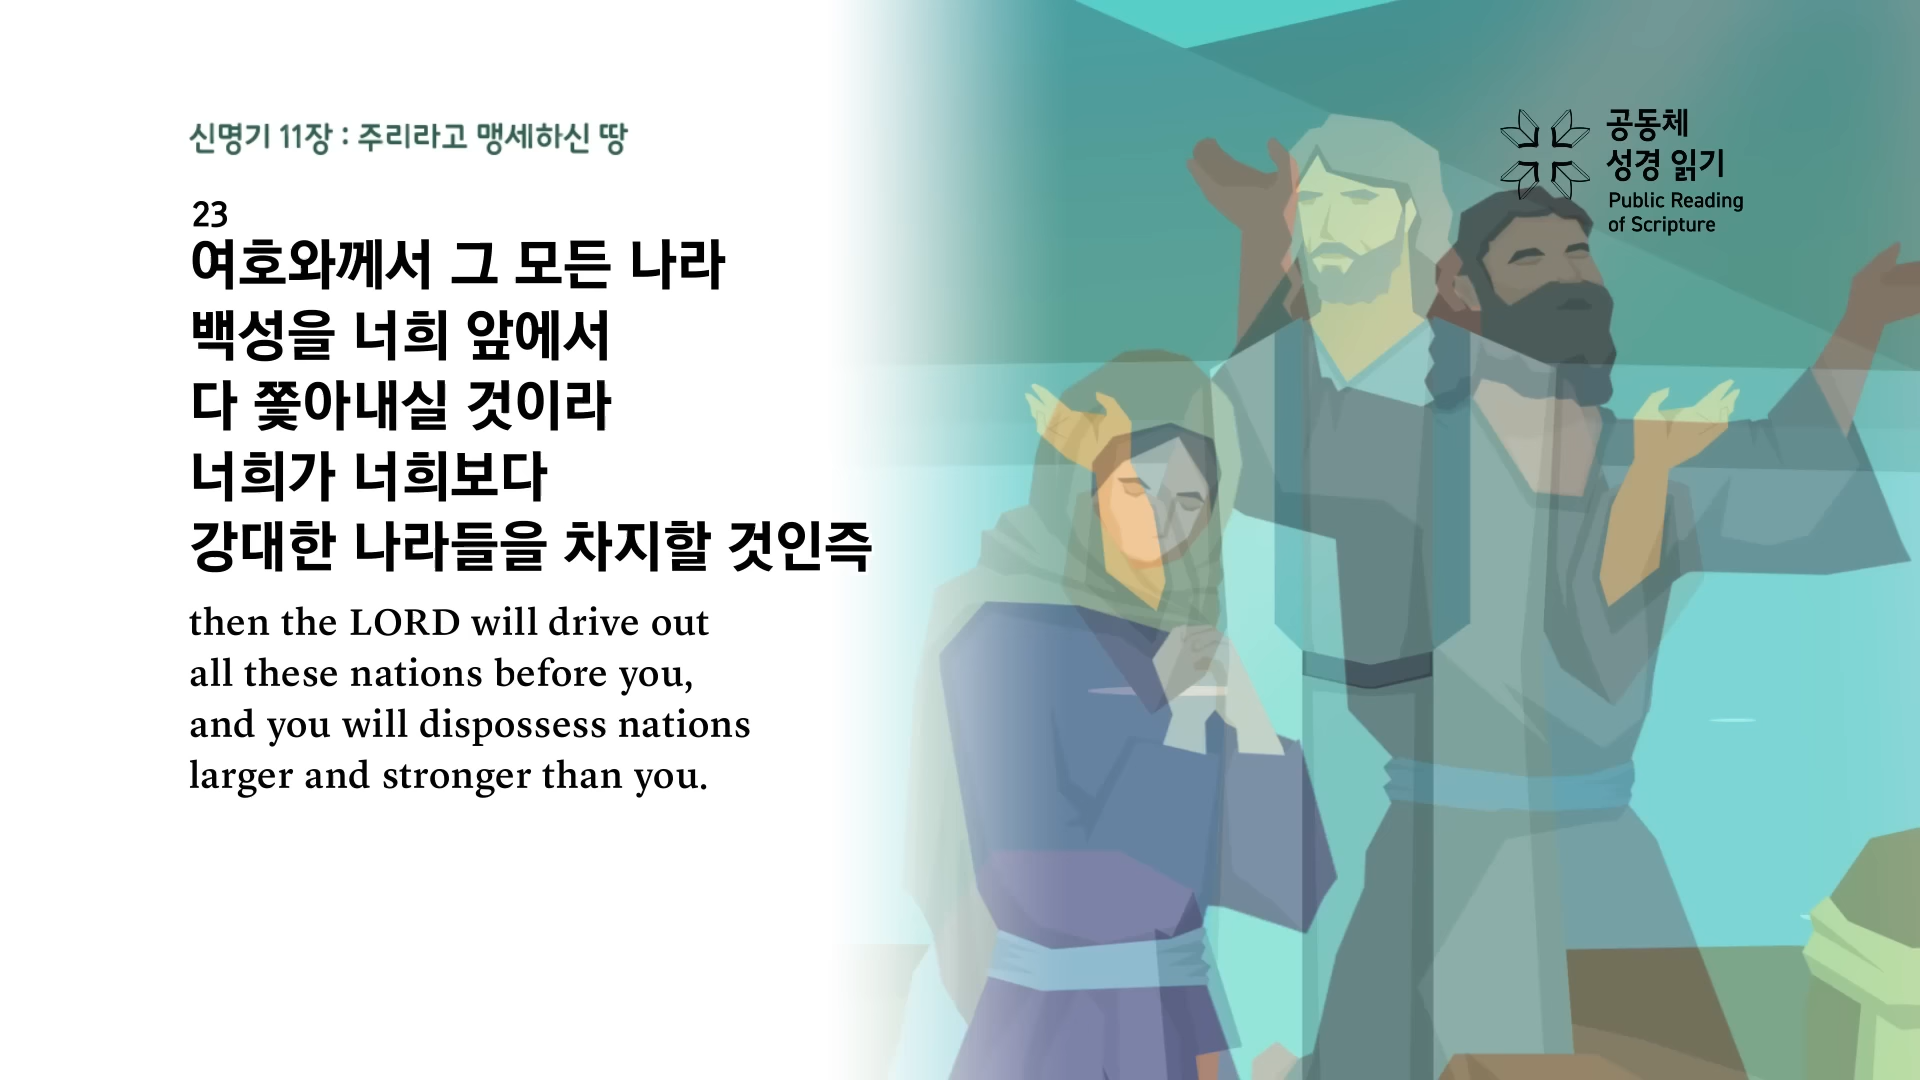 신명기 11장 : 주리라고 맹세하신 땅
23
여호와께서 그 모든 나라
백성을 너희 앞에서
다 쫓아내실 것이라
너희가 너희보다
강대한 나라들을 차지할 것인즉
then the LORD will drive out
all these nations before you,
and you will dispossess nations
larger and stronger than you.
공동체
성경 읽기
Public Reading
of Scripture